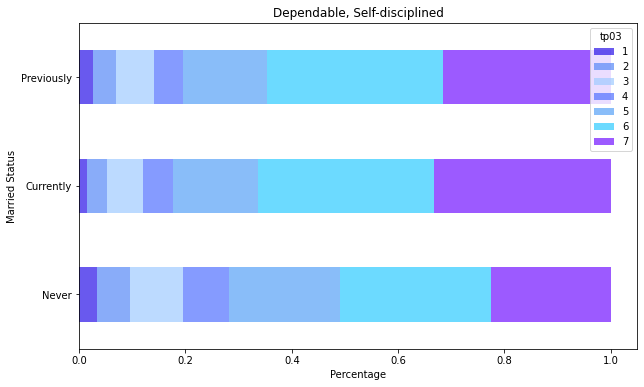 Dependable, Self-disciplined
tp03
1
2
3
4
5
6
7
Married Status
Previously
Currently
Never
0.0 0.2 0.4 0.6 0.8 1.0
Percentage